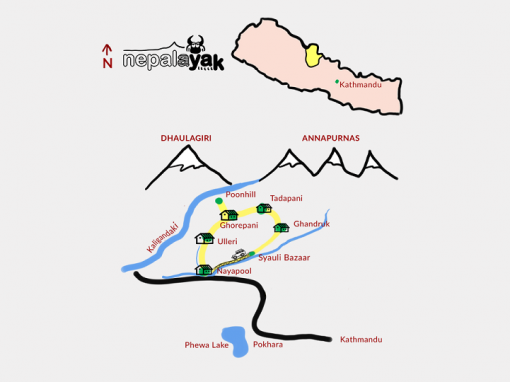 N
nepalayak
Kathmandu
DHAULAGIRI
ANNAPURNAS
Poonhill
Tadapani
Ghorepani
Ghandruk
Kaligandaki
Ulleri
Syauli Bazaar
Nayapool
Phewa Lake
Pokhara
Kathmandu